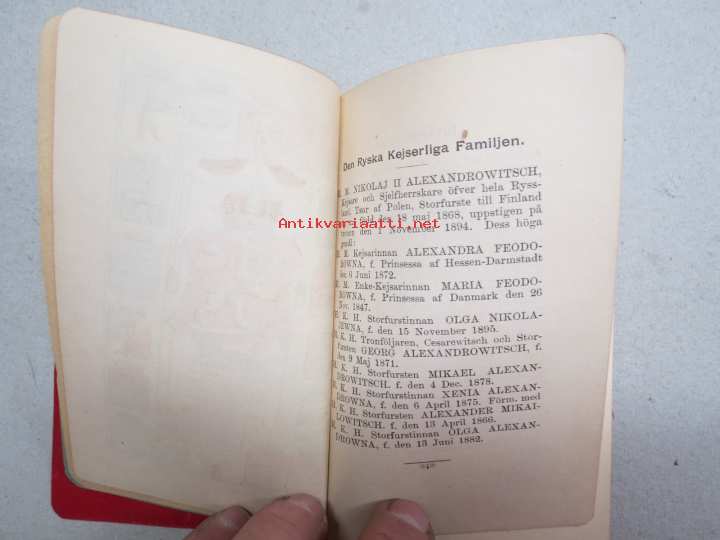 Den Ryska Kejserliga Familjen.
M. NIKOLAJ II ALEXANDROWITSCH,
Kejsare och Sjelfherrskare öfver hela Ryss-
land, Tsar af Polen, Storfurste till Finland
född den 18 maj 1868, uppstigen på
tronen den 1 November 1894. Dess höga
gemål:
M. Kejsarinnan ALEXANDRA FEODO-
ROWNA, f. Prinsessa af Hessen-Darmstadt
den 6 Juni 1872.
M. Enke-Kejsarinnan MARIA FEODO-
ROWNA, f. Prinsessa af Danmark den 26
Nov. 1847.
H. K. H. Storfurstinnan OLGA NIKOLA-
JEWNA, f. den 15 November 1895.
H. K. H. Tronföljaren, Cesarewitsch och Stor-
fursten GEORG ALEXANDROWITSCH, f.
den 9 Maj 1871.
H. K. H. Storfursten MIKAEL ALEXAN-
DROWITSCH. f. den 4 Dec. 1878.
H. K. H. Storfurstinnan XENIA ALEXAN-
DROWNA, f. den 6 April 1875. Förm. med
H. K. H. Storfursten ALEXANDER MIKAI-
LOWITSCH. f. den 13 April 1866.
H. K. H. Storfurstinnan OLGA ALEXAN-
DROWNA, f. den 13 Juni 1882.
Antikvariaatti.net
Antikvariaatti.net
Antikvariaatti.net